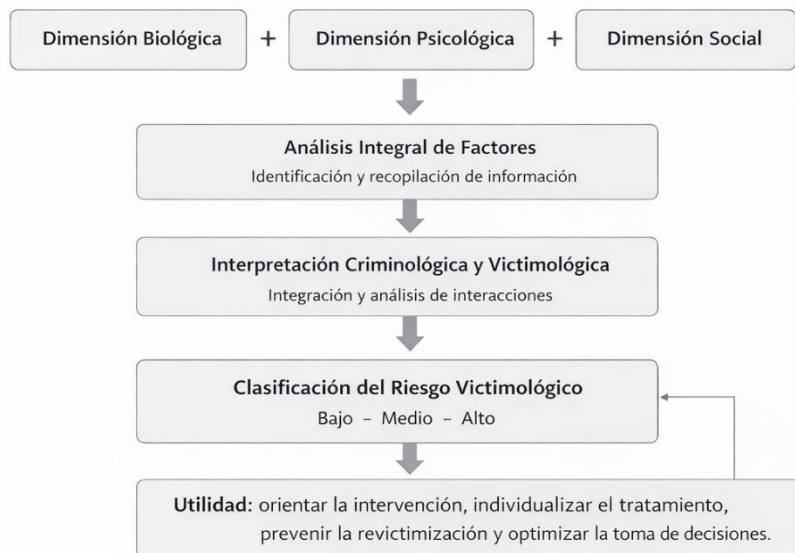 Dimensión Biológica + Dimensión Psicológica + Dimensión Social
Análisis Integral de Factores
Identificación y recopilación de información
Interpretación Criminológica y Victimológica
Integración y análisis de interacciones
Clasificación del Riesgo Victimológico
Bajo – Medio – Alto
Utilidad: orientar la intervención, individualizar el tratamiento,
prevenir la revictimización y optimizar la toma de decisiones.